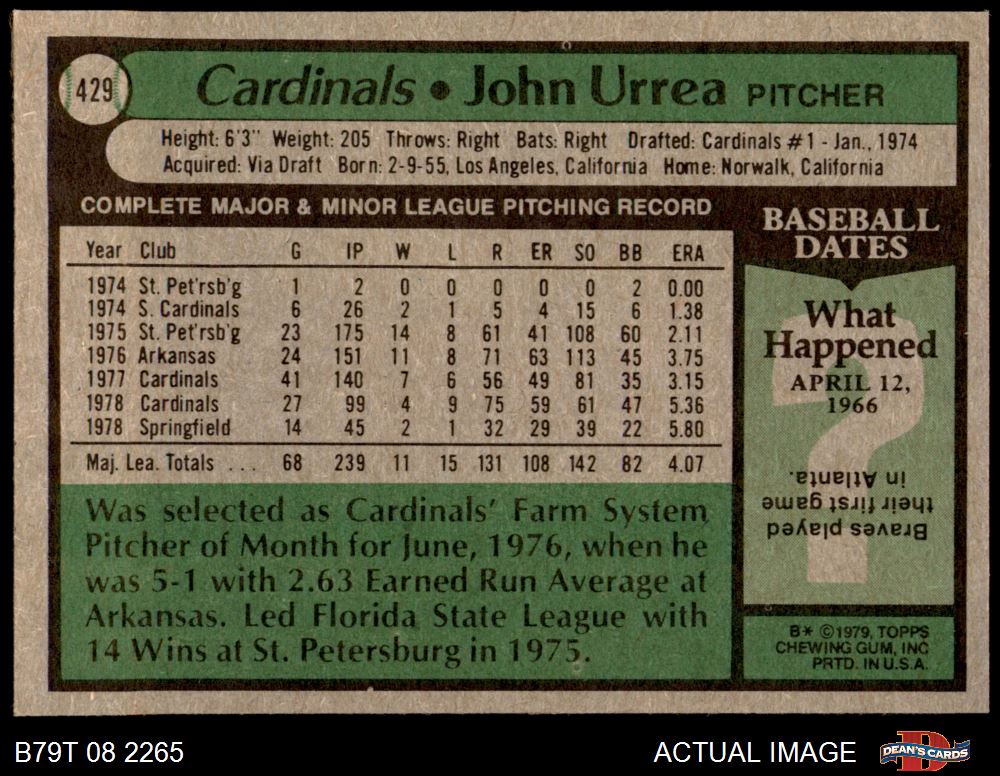 429
Cardinals • John Urrea PITCHER
Height: 6'3" Weight: 205 Throws: Right Bats: Right Drafted: Cardinals #1 - Jan., 1974
Acquired: Via Draft Born: 2-9-55, Los Angeles, California Home: Norwalk, California
COMPLETE MAJOR & MINOR LEAGUE PITCHING RECORD
Year Club G IP W L R ER SO BB ERA
1974 St. Pet'rsb'g 1 2 0 0 0 0 0 2 0.00
1974 S. Cardinals 6 26 2 1 5 4 15 6 1.38
1975 St. Pet'rsb'g 23 175 14 8 61 41 108 60 2.11
1976 Arkansas 24 151 11 8 71 63 113 45 3.75
1977 Cardinals 41 140 7 6 56 49 81 35 3.15
1978 Cardinals 27 99 4 9 75 59 61 47 5.36
1978 Springfield 14 45 2 1 32 29 39 22 5.80
Maj. Lea. Totals ... 68 239 11 15 131 108 142 82 4.07
Was selected as Cardinals' Farm System
Pitcher of Month for June, 1976, when he
was 5-1 with 2.63 Earned Run Average at
Arkansas. Led Florida State League with
14 Wins at St. Petersburg in 1975.
BASEBALL
DATES
What
Happened
APRIL 12,
1966
?
Braves played
their first game
in Atlanta.
B* ©1979, TOPPS
CHEWING GUM, INC
PRTD. IN U.S.A.
B79T 08 2265
ACTUAL IMAGE
D
DEAN'S CARDS